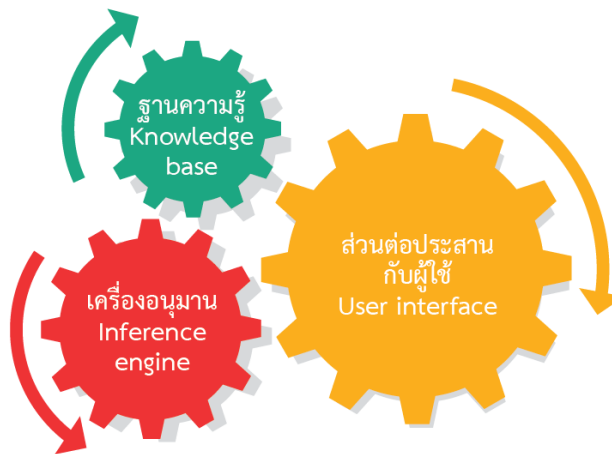 ฐานความรู้
Knowledge
base
เครื่องอนุมาน
Inference
engine
ส่วนต่อประสาน
กับผู้ใช้
User interface